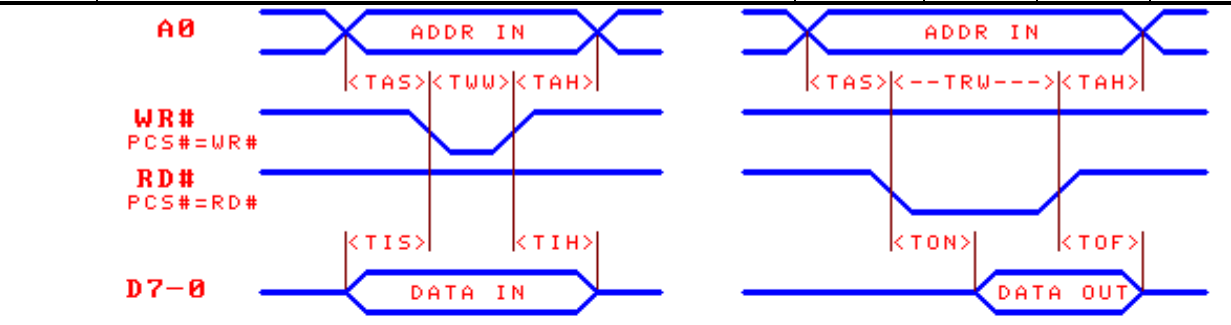 A0 ADDR IN ADDR IN
<TAS><TWW><TAH> <TAS><--TRW---><TAH>
WR#
PCS#=WR#
RD#
PCS#=RD#
<TIS> <TIH> <TON> <TOF>
D7-0 DATA IN DATA OUT